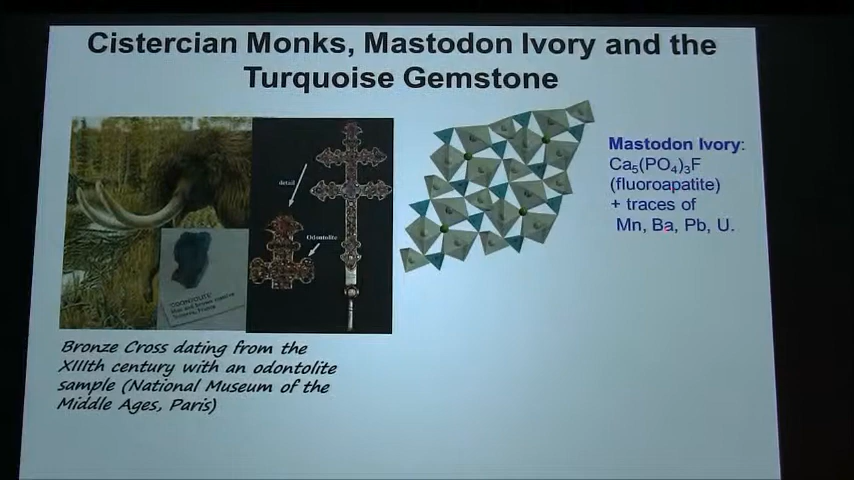 Cistercian Monks, Mastodon Ivory and the
Turquoise Gemstone
detail
Odontolite
"ODONTOLITE"
Mastodon Ivory:
Ca₅(PO₄)₃F
(fluoroapatite)
+ traces of
Mn, Ba, Pb, U.
Bronze Cross dating from the
XIIIth century with an odontolite
sample (National Museum of the
Middle Ages, Paris)